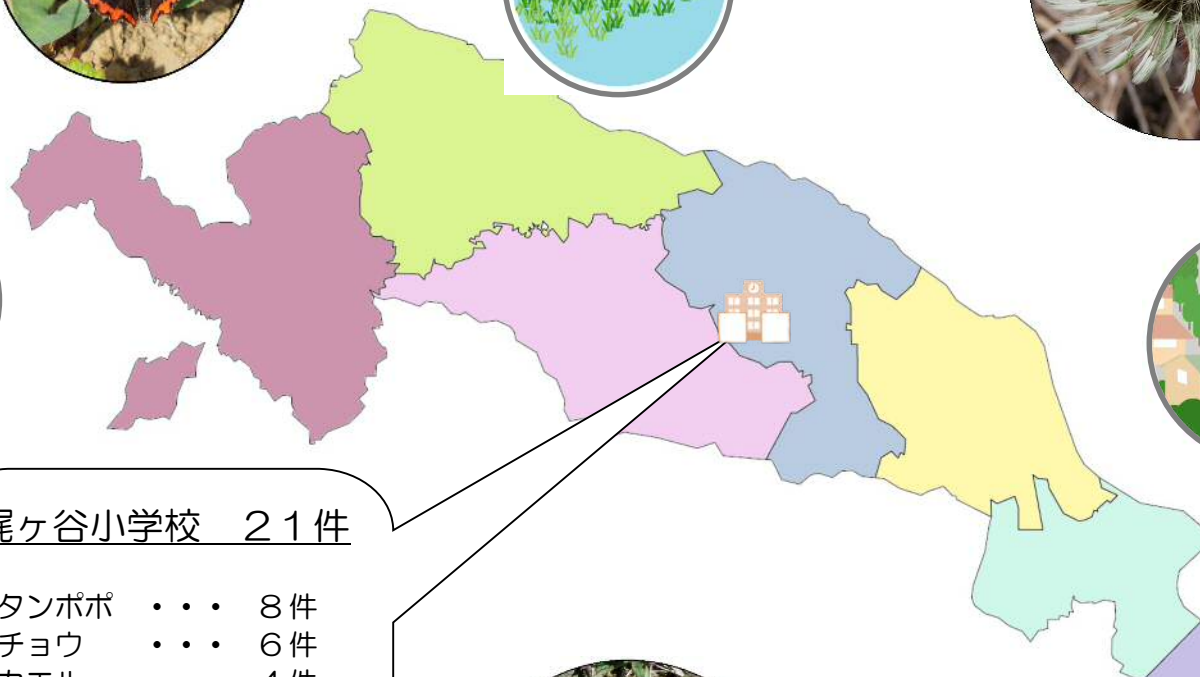 尾ヶ谷小学校　２１件
タンポポ　・・・　８件
チョウ　・・・　６件